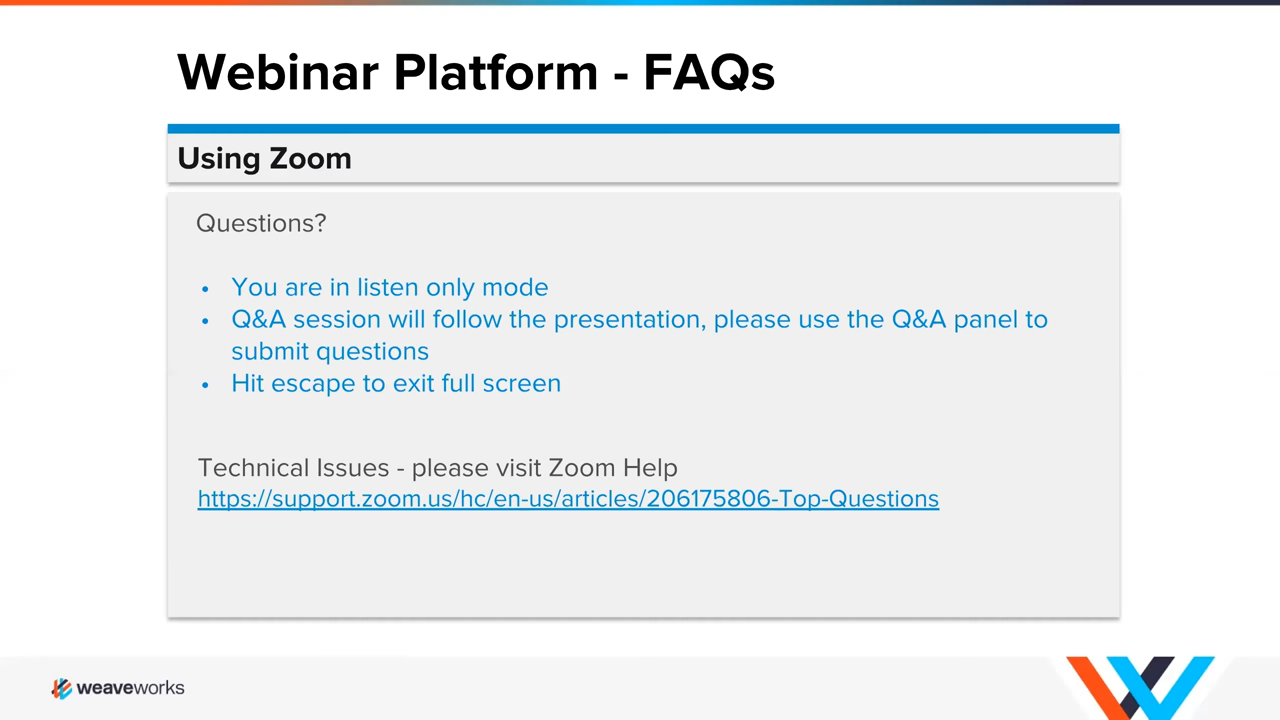 Webinar Platform - FAQs
Using Zoom
Questions?
• You are in listen only mode
• Q&A session will follow the presentation, please use the Q&A panel to
submit questions
• Hit escape to exit full screen
Technical Issues - please visit Zoom Help
https://support.zoom.us/hc/en-us/articles/206175806-Top-Questions
weaveworks